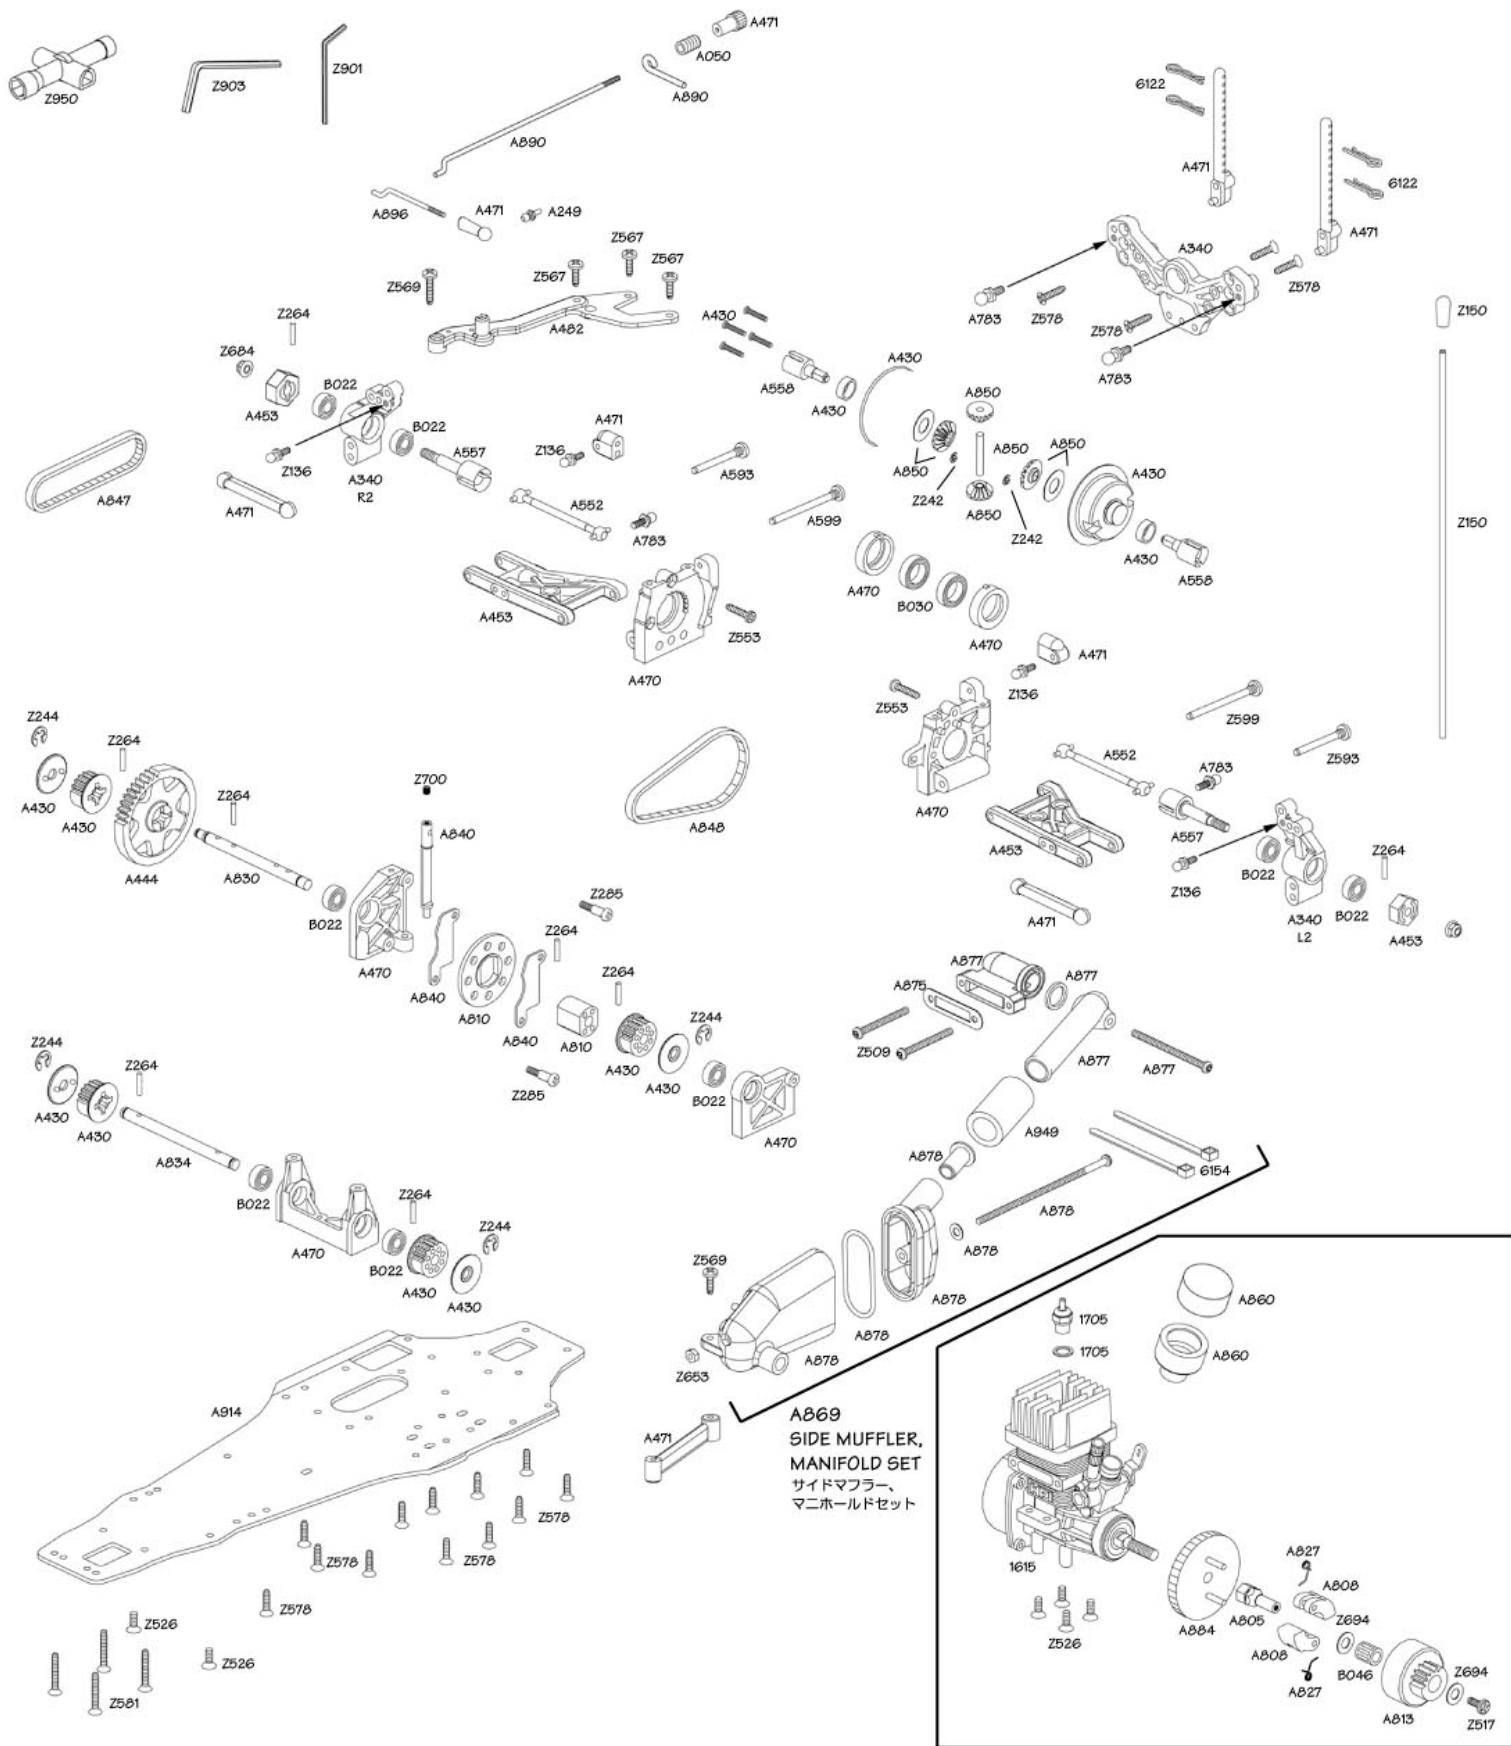 A471
A050
Z901
Z903
Z950
A890
A890
6122
A471
6122
A471
A896
A471
A249
A340
Z567
Z567
Z567
Z569
A482
Z578
Z578
Z578
A783
A783
Z150
Z150
Z264
Z684
A453
B022
B022
A430
A558
A430
A430
A850
A850
A850
A850
A850
Z242
Z242
A430
A430
A558
A471
Z136
A593
A557
Z136
A340
R2
A847
A471
A552
A783
A599
A453
A470
Z553
A470
B030
A470
A471
Z136
Z553
Z599
Z593
A470
A552
A783
A557
A453
Z136
B022
Z264
A340
L2
B022
A453
A471
Z244
Z264
A430
A430
Z264
A444
A830
B022
Z700
A840
A848
A470
Z285
A840
A810
Z264
A840
A810
Z264
Z244
A430
A430
B022
A470
Z285
A877
A877
A875
Z509
A877
A877
A949
A878
6154
A878
A878
A878
A878
A878
Z569
Z653
A471
Z244
Z264
A430
A430
A834
B022
A470
Z264
B022
Z244
A430
A430
A914
Z578
Z578
Z578
Z578
Z526
Z526
Z581
A869
SIDE MUFFLER,
MANIFOLD SET
サイドマフラー、
マニホールドセット
A860
A860
1705
1705
1615
Z526
A884
A805
A827
A808
A808
A827
Z694
B046
A813
Z694
Z517